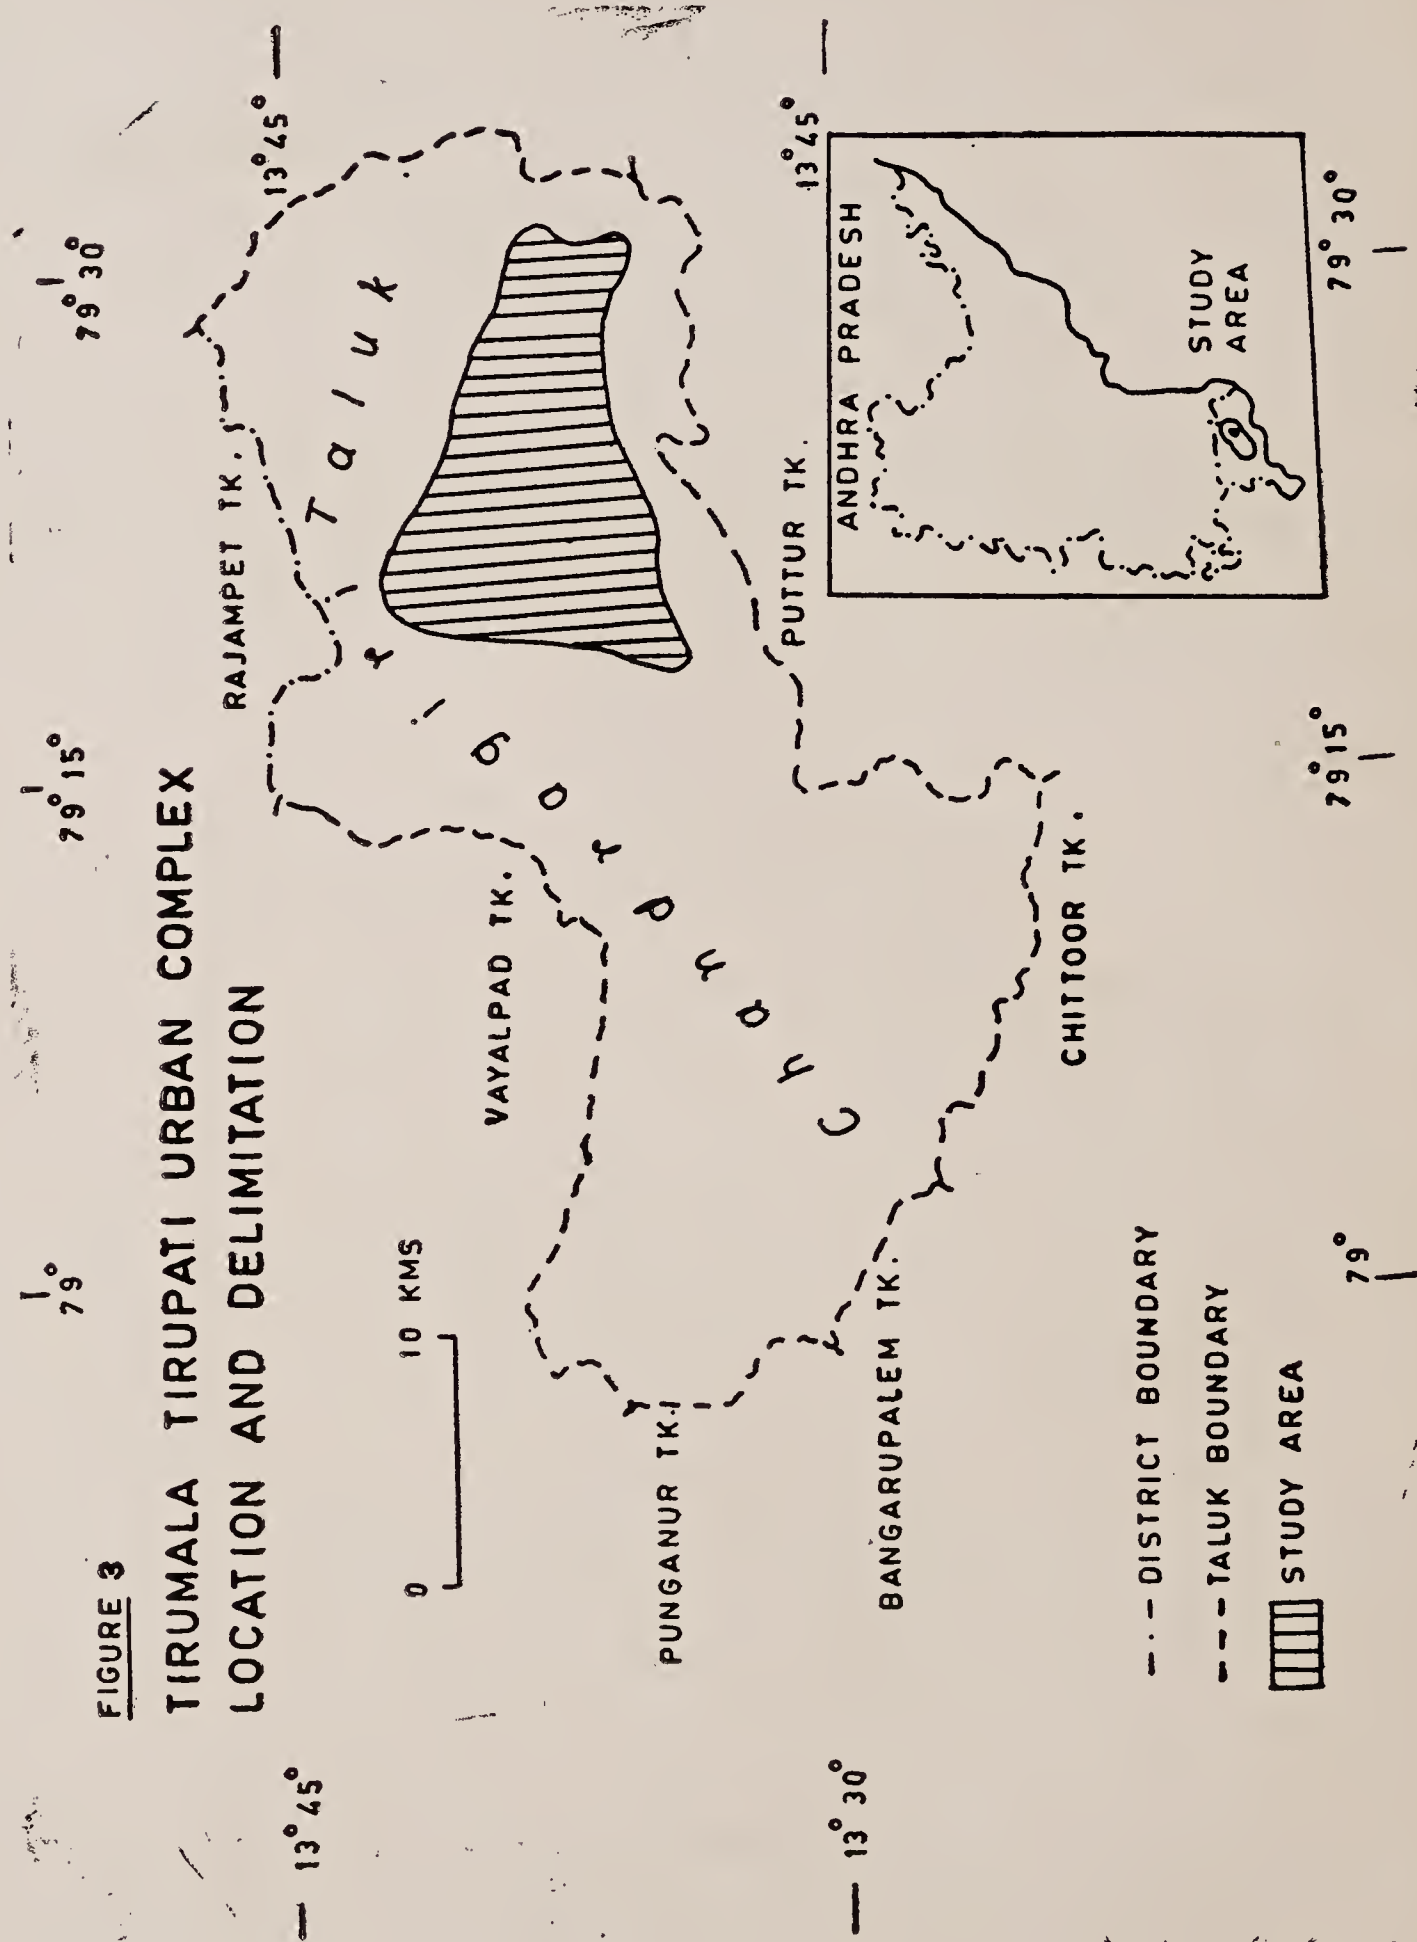 FIGURE 3
TIRUMALA TIRUPATI URBAN COMPLEX
LOCATION AND DELIMITATION
79°
79° 15°
79° 30°
13° 45°
13° 45°
0 10 KMS
RAJAMPET TK.
VAYALPAD TK.
Chandragiri Taluk
PUNGANUR TK.
PUTTUR TK.
BANGARUPALEM TK.
CHITTOOR TK.
13° 30°
13° 45°
ANDHRA PRADESH
STUDY
AREA
DISTRICT BOUNDARY
TALUK BOUNDARY
STUDY AREA
79°
79° 15°
79° 30°